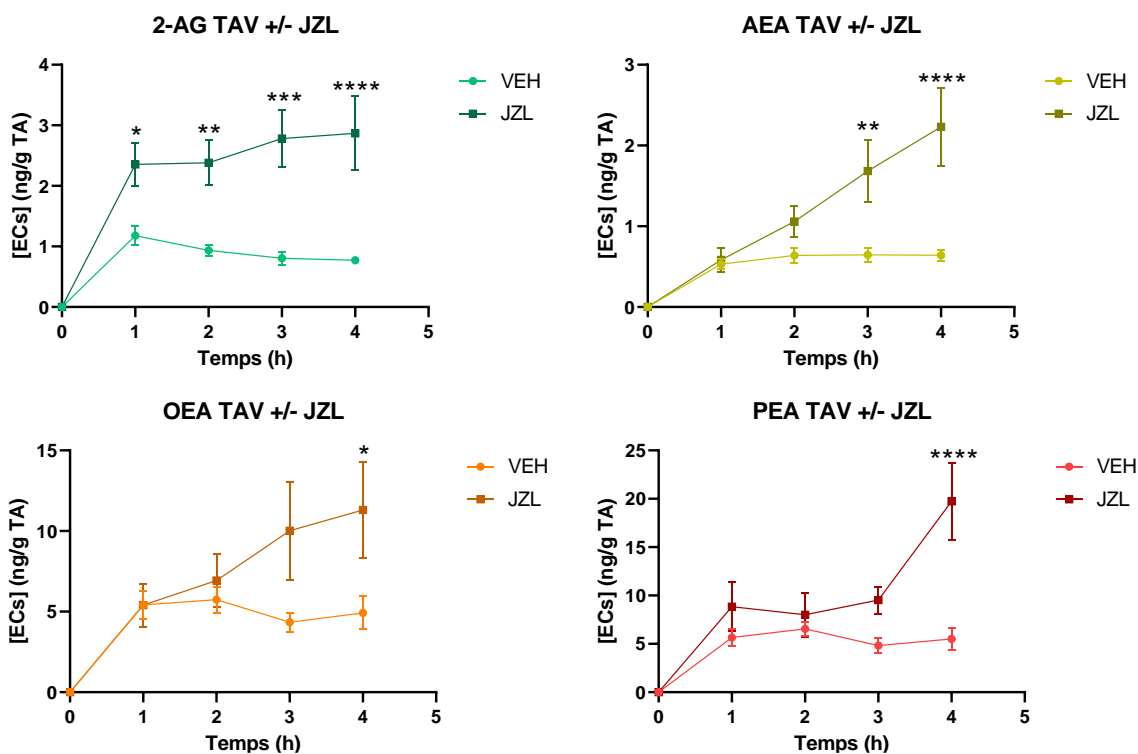 2-AG TAV +/- JZL
[ECs] (ng/g TA)
4
3
2
1
0
* ** *** ****
0 1 2 3 4 5
Temps (h)
VEH
JZL
AEA TAV +/- JZL
[ECs] (ng/g TA)
3
2
1
0
** ****
0 1 2 3 4 5
Temps (h)
VEH
JZL
OEA TAV +/- JZL
[ECs] (ng/g TA)
15
10
5
0
*
0 1 2 3 4 5
Temps (h)
VEH
JZL
PEA TAV +/- JZL
[ECs] (ng/g TA)
25
20
15
10
5
0
****
0 1 2 3 4 5
Temps (h)
VEH
JZL